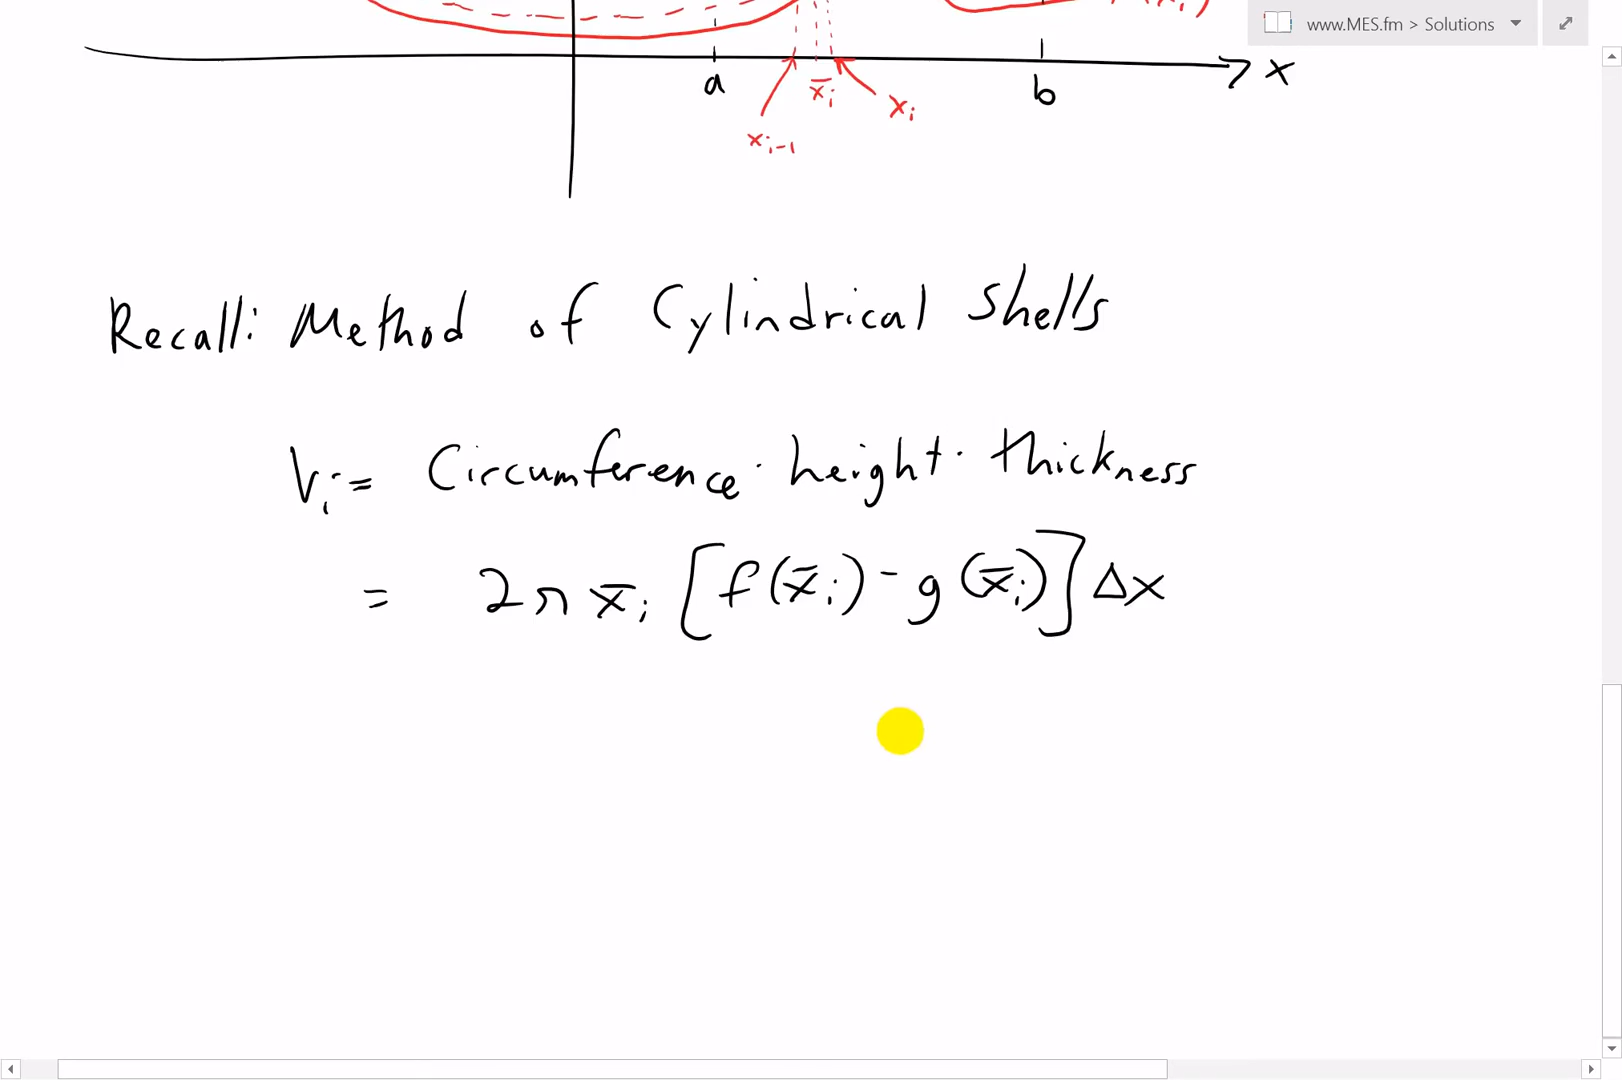 www.MES.fm > Solutions
a x̄ᵢ xᵢ b x
xᵢ₋₁
Recall: Method of Cylindrical Shells
Vᵢ = Circumference · height · thickness
= 2π x̄ᵢ [f(x̄ᵢ) - g(x̄ᵢ)] Δx